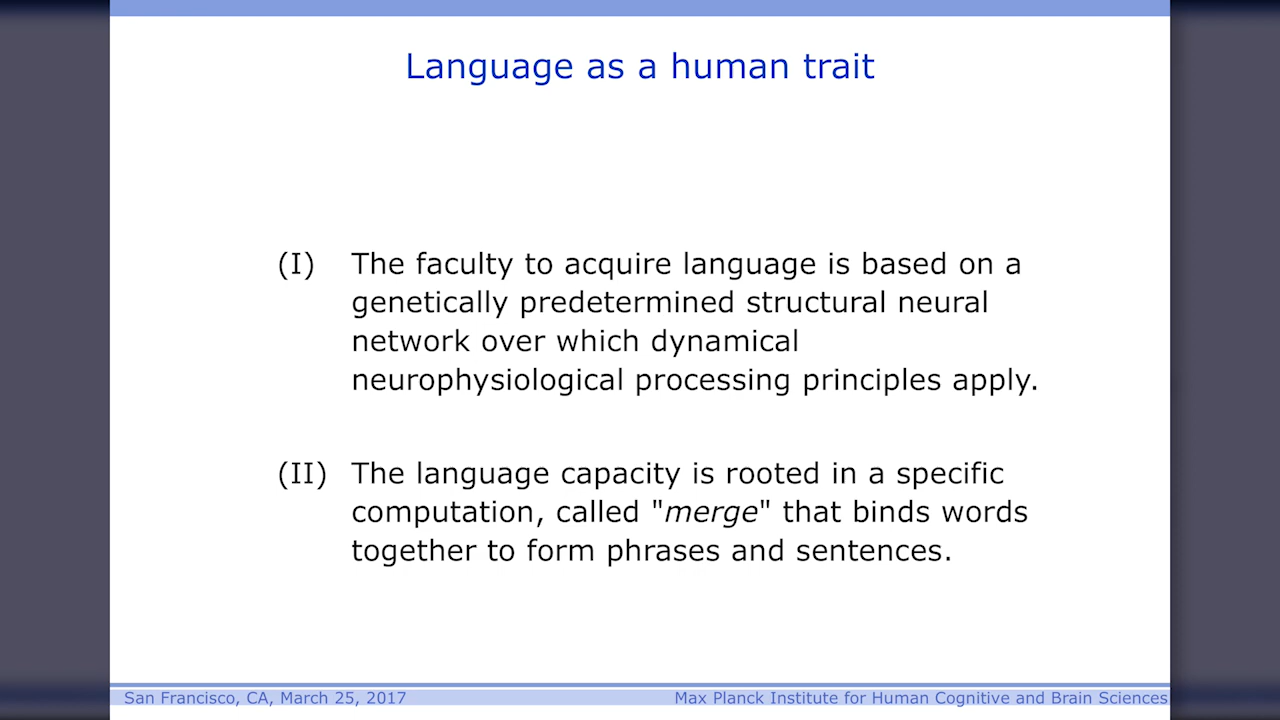 Language as a human trait
(I) The faculty to acquire language is based on a
genetically predetermined structural neural
network over which dynamical
neurophysiological processing principles apply.
(II) The language capacity is rooted in a specific
computation, called "merge" that binds words
together to form phrases and sentences.
San Francisco, CA, March 25, 2017
Max Planck Institute for Human Cognitive and Brain Sciences